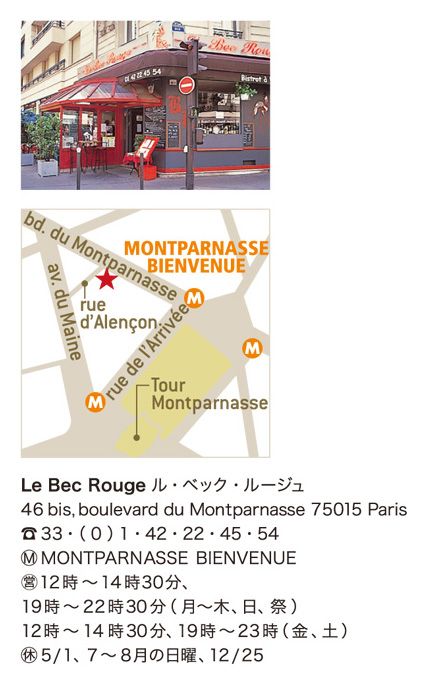 Bec Rouge
01 42 22 45 54
Bistrot à
bd. du Montparnasse
MONTPARNASSE
BIENVENUE
av. du Maine
rue
d'Alençon
rue de l'Arrivée
M
M
M
Tour
Montparnasse
Le Bec Rouge ル・ベック・ルージュ
46 bis, boulevard du Montparnasse 75015 Paris
☎ 33・( 0 ) 1・42・22・45・54
Ⓜ MONTPARNASSE BIENVENUE
㊡12時〜14時30分、
19時〜22時30分(月〜木、日、祭)
12時〜14時30分、19時〜23時(金、土)
㊡5/1、7〜8月の日曜、12/25